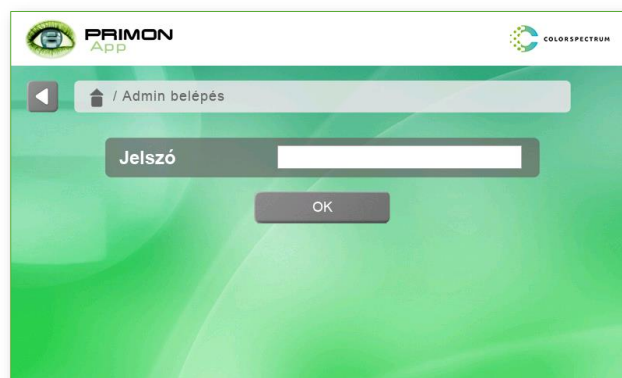 PRIMON
App
COLORSPECTRUM
/ Admin belépés
Jelszó
OK